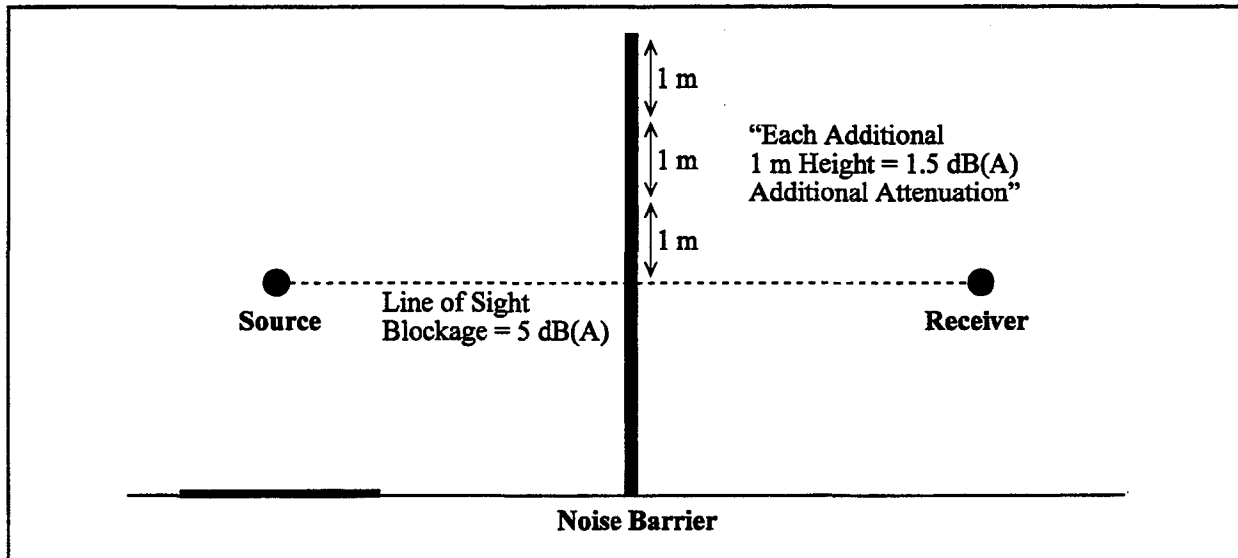 1 m
1 m
1 m
“Each Additional
1 m Height = 1.5 dB(A)
Additional Attenuation”
Line of Sight
Blockage = 5 dB(A)
Source
Receiver
Noise Barrier